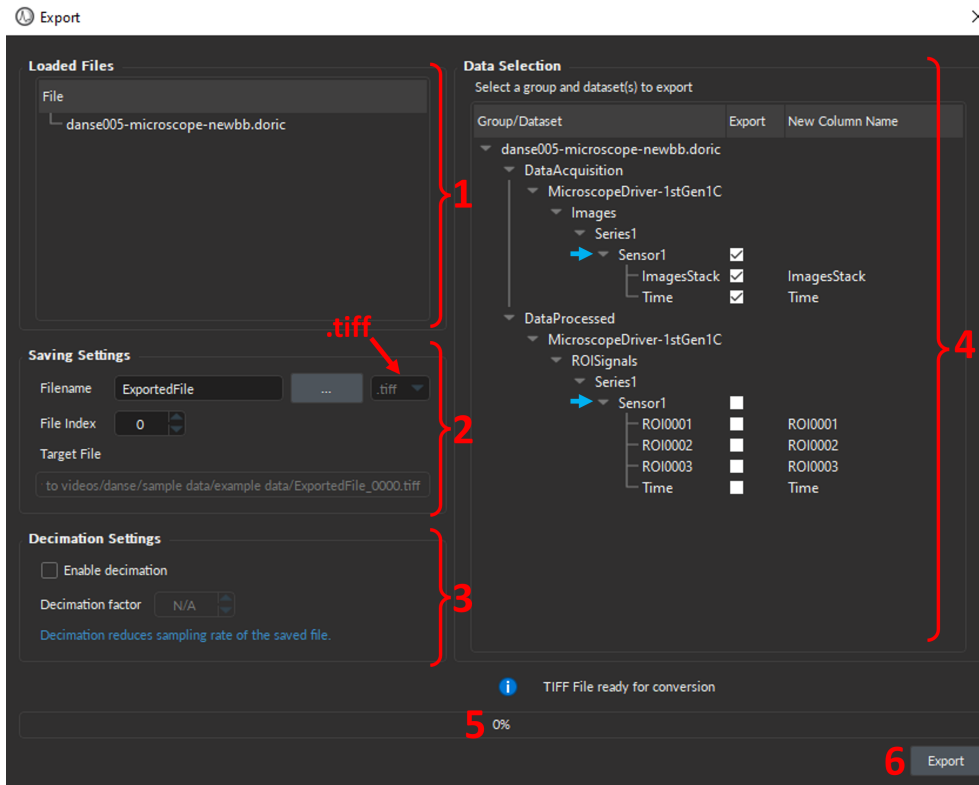 Export
Loaded Files
File
danse005-microscope-newbb.doric
1
.tiff
Saving Settings
Filename ExportedFile ... .tiff
File Index 0
Target File
to videos/danse/sample data/example data/ExportedFile_0000.tiff
2
Decimation Settings
Enable decimation
Decimation factor N/A
Decimation reduces sampling rate of the saved file.
3
Data Selection
Select a group and dataset(s) to export
Group/Dataset Export New Column Name
danse005-microscope-newbb.doric
DataAcquisition
MicroscopeDriver-1stGen1C
Images
Series1
Sensor1
ImagesStack ImagesStack
Time Time
DataProcessed
MicroscopeDriver-1stGen1C
ROISignals
Series1
Sensor1
ROI0001 ROI0001
ROI0002 ROI0002
ROI0003 ROI0003
Time Time
4
TIFF File ready for conversion
5 0%
6 Export